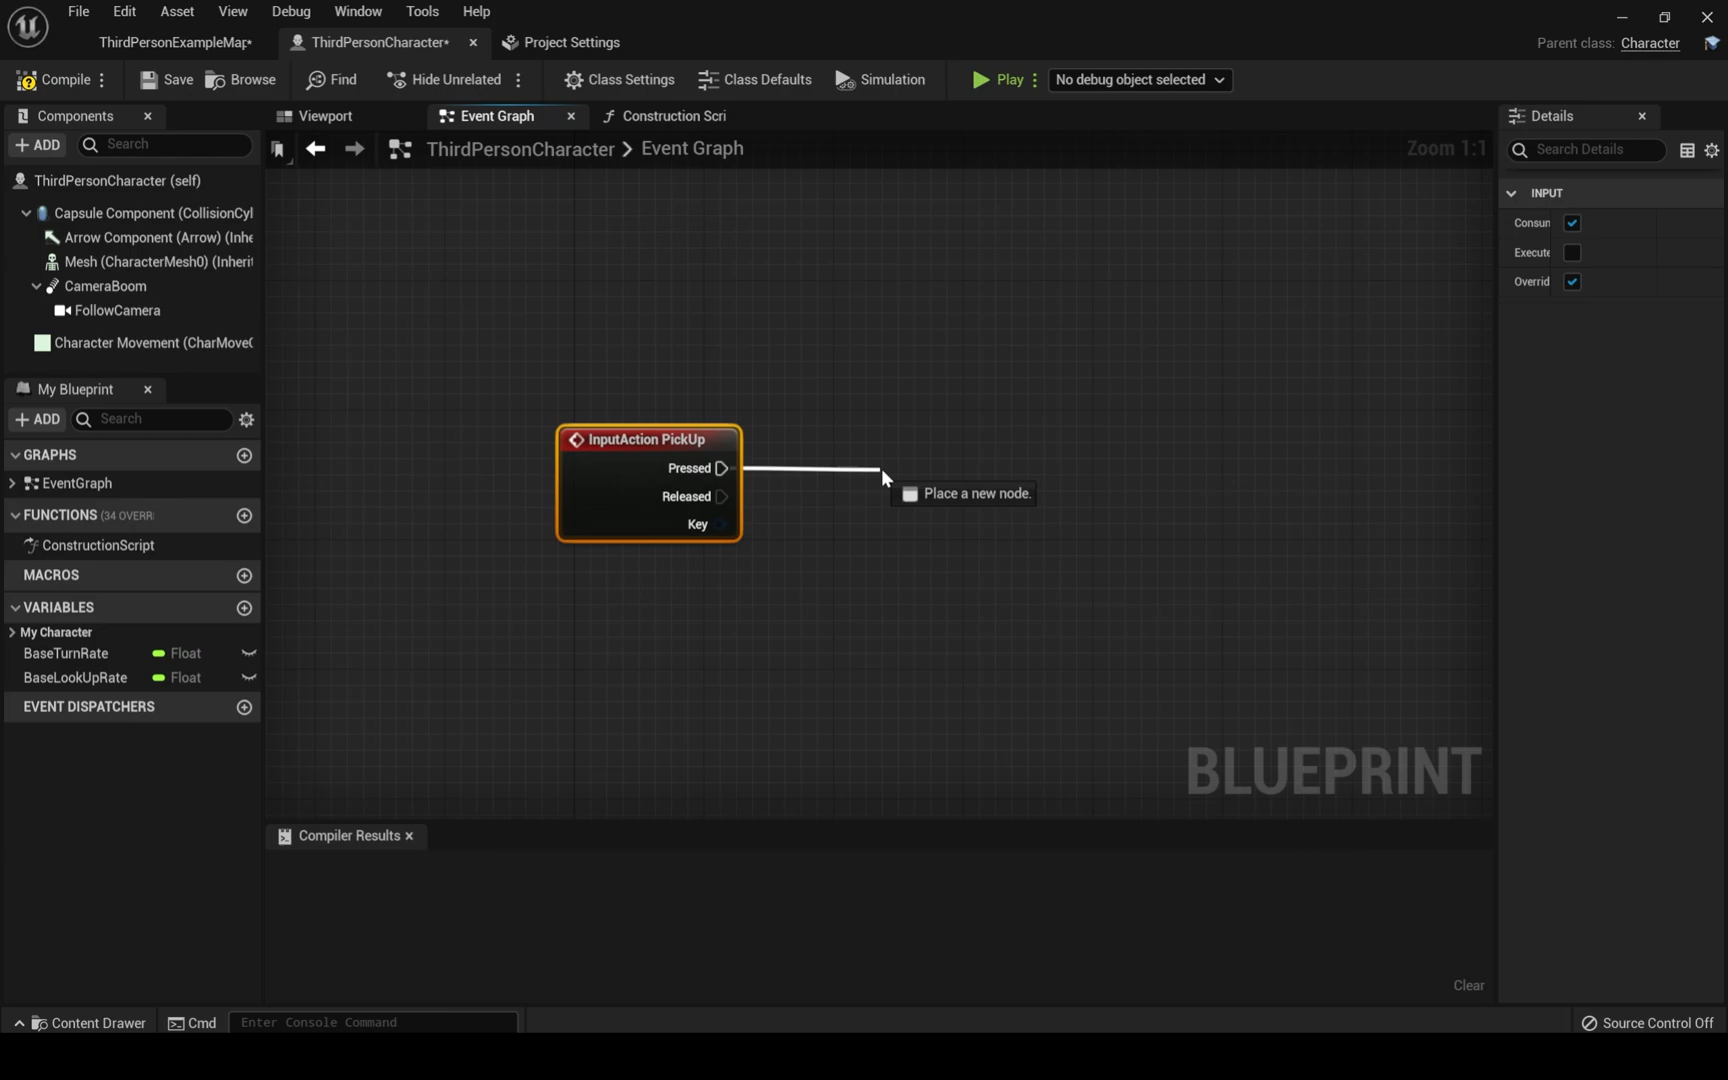 File Edit Asset View Debug Window Tools Help
ThirdPersonExampleMap*
ThirdPersonCharacter*
Project Settings
Parent class: Character
Compile
Save
Browse
Find
Hide Unrelated
Class Settings
Class Defaults
Simulation
Play
No debug object selected
Components
ADD
Search
ThirdPersonCharacter (self)
Capsule Component (CollisionCyl
Arrow Component (Arrow) (Inhe
Mesh (CharacterMesh0) (Inherit
CameraBoom
FollowCamera
Character Movement (CharMoveC
My Blueprint
ADD
Search
GRAPHS
EventGraph
FUNCTIONS (34 OVERR
ConstructionScript
MACROS
VARIABLES
My Character
BaseTurnRate Float
BaseLookUpRate Float
EVENT DISPATCHERS
Viewport
Event Graph
Construction Scri
ThirdPersonCharacter > Event Graph
Zoom 1:1
InputAction PickUp
Pressed
Released
Key
Place a new node.
BLUEPRINT
Compiler Results
Clear
Details
Search Details
INPUT
Consun
Execute
Overrid
Content Drawer
Cmd
Enter Console Command
Source Control Off